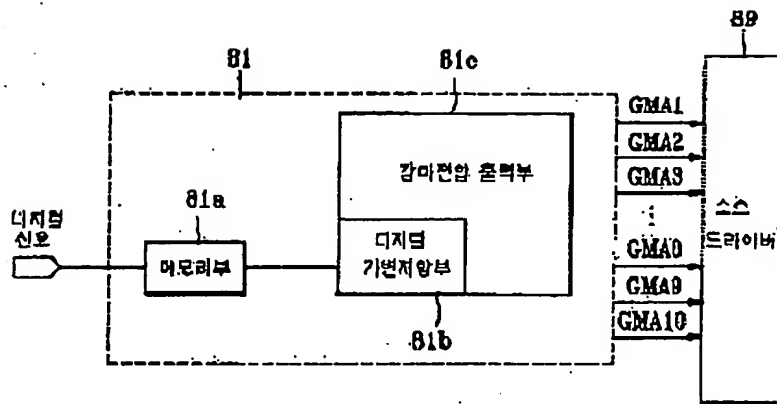 89
81
81c
GMA1
GMA2
감마전압 출력부
GMA3
디지털
신호
81a
소스
드라이버
디지털
가변저항부
메모리부
GMA8
GMA9
81b
GMA10